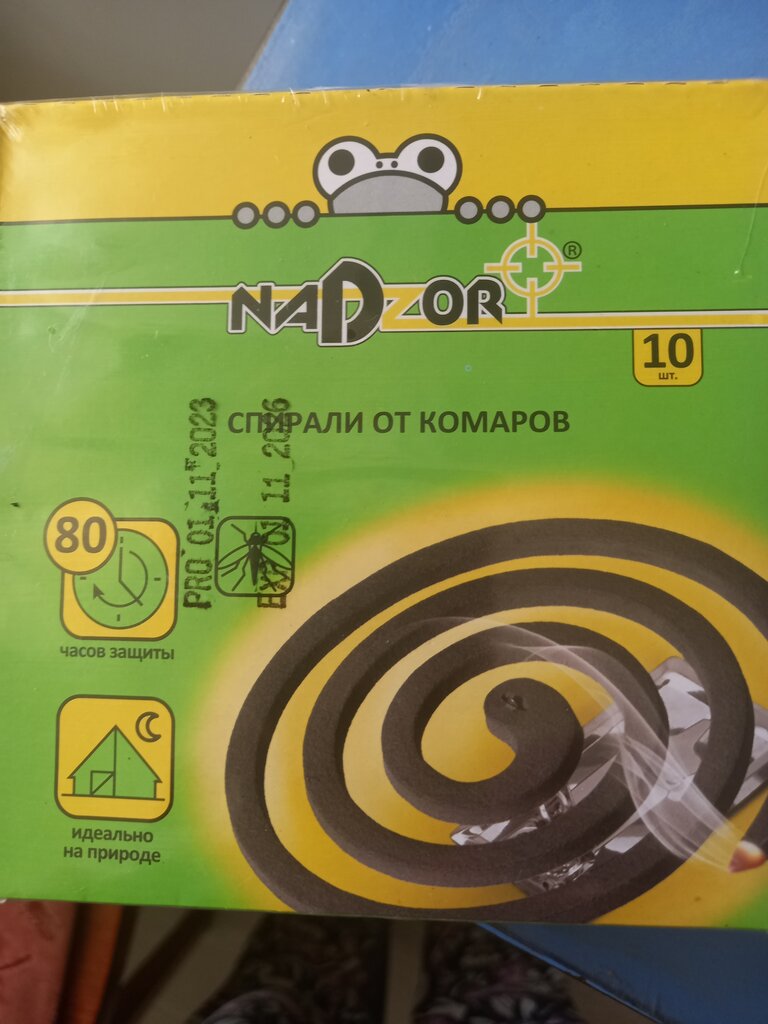 NADZOR®
10
шт.
СПИРАЛИ ОТ КОМАРОВ
PRO 01 11 2023
EXP 01 11 2026
80
часов защиты
идеально
на природе